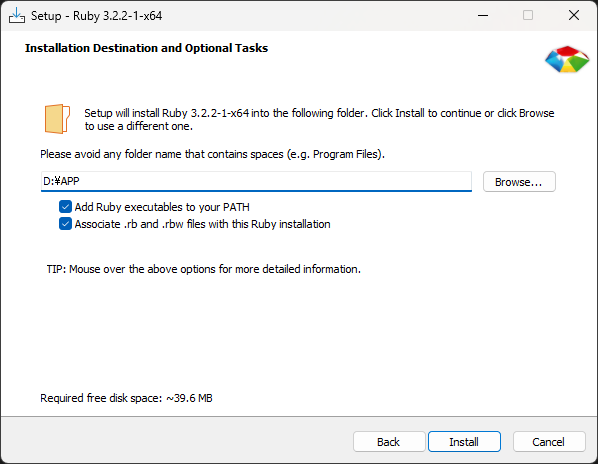 Setup - Ruby 3.2.2-1-x64
Installation Destination and Optional Tasks
Setup will install Ruby 3.2.2-1-x64 into the following folder. Click Install to continue or click Browse
to use a different one.
Please avoid any folder name that contains spaces (e.g. Program Files).
D:¥APP
Browse...
Add Ruby executables to your PATH
Associate .rb and .rbw files with this Ruby installation
TIP: Mouse over the above options for more detailed information.
Required free disk space: ~39.6 MB
Back
Install
Cancel